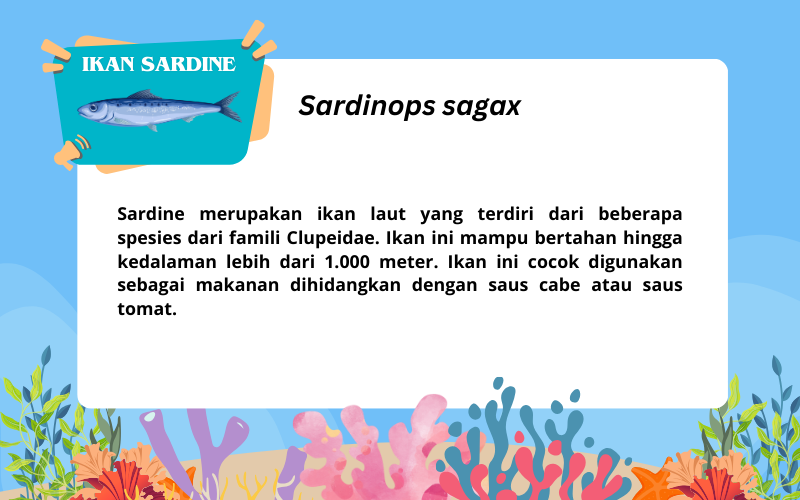 IKAN SARDINE
Sardinops sagax
Sardine merupakan ikan laut yang terdiri dari beberapa
spesies dari famili Clupeidae. Ikan ini mampu bertahan hingga
kedalaman lebih dari 1.000 meter. Ikan ini cocok digunakan
sebagai makanan dihidangkan dengan saus cabe atau saus
tomat.